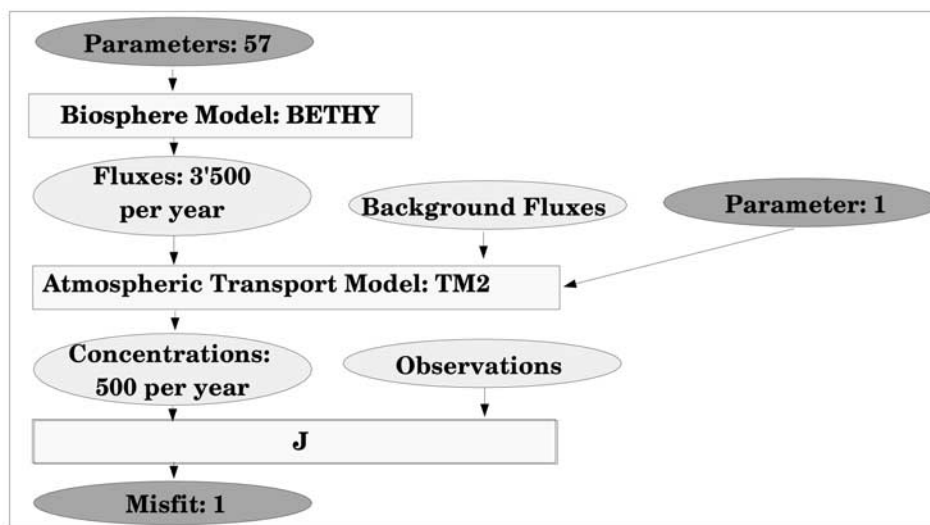 Parameters: 57
Biosphere Model: BETHY
Fluxes: 3'500
per year
Background Fluxes
Parameter: 1
Atmospheric Transport Model: TM2
Concentrations:
500 per year
Observations
J
Misfit: 1